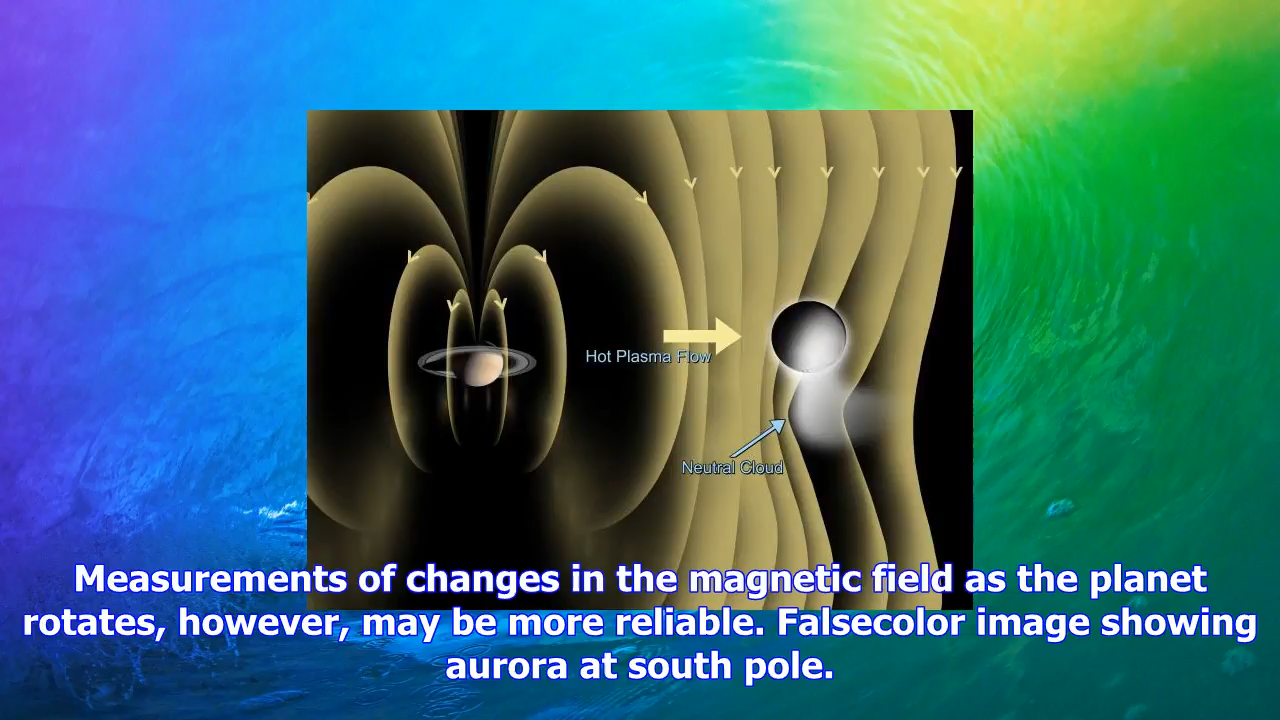 Hot Plasma Flow
Neutral Cloud
Measurements of changes in the magnetic field as the planet
rotates, however, may be more reliable. Falsecolor image showing
aurora at south pole.